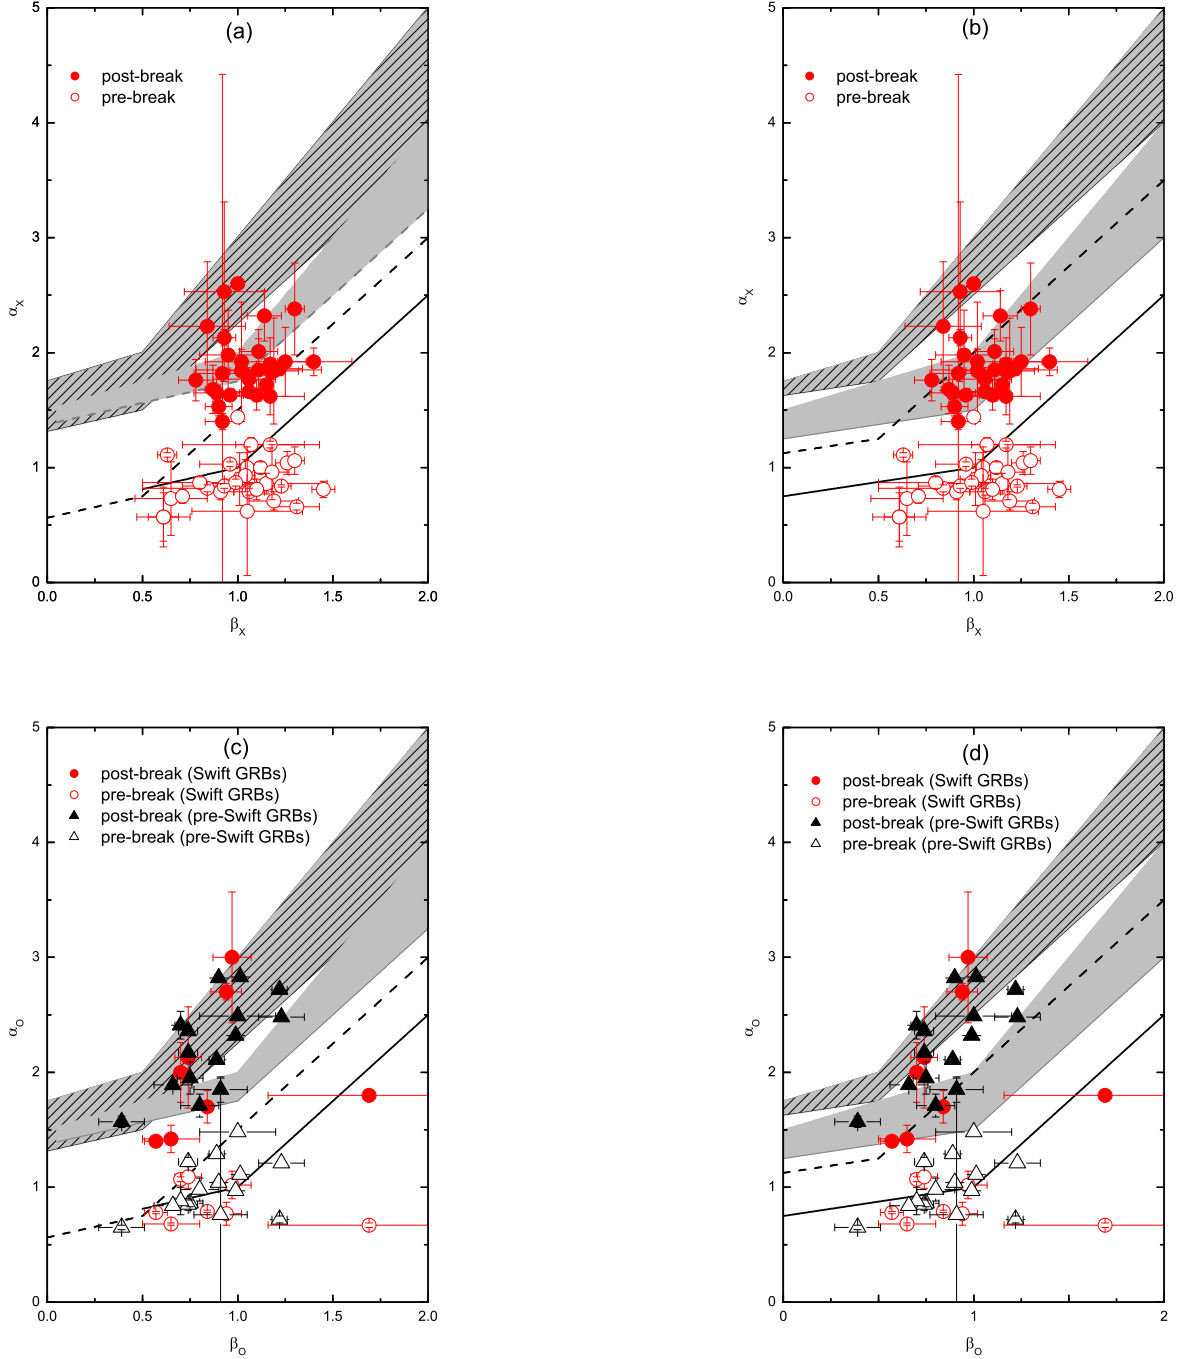 (a)
post-break
pre-break
5
4
3
2
1
0
α_X
0.0
0.5
1.0
1.5
2.0
β_X
(b)
post-break
pre-break
5
4
3
2
1
0
α_X
0.0
0.5
1.0
1.5
2.0
β_X
(c)
post-break (Swift GRBs)
pre-break (Swift GRBs)
post-break (pre-Swift GRBs)
pre-break (pre-Swift GRBs)
5
4
3
2
1
0
α_O
0.0
0.5
1.0
1.5
2.0
β_O
(d)
post-break (Swift GRBs)
pre-break (Swift GRBs)
post-break (pre-Swift GRBs)
pre-break (pre-Swift GRBs)
5
4
3
2
1
0
α_O
0
1
2
β_O